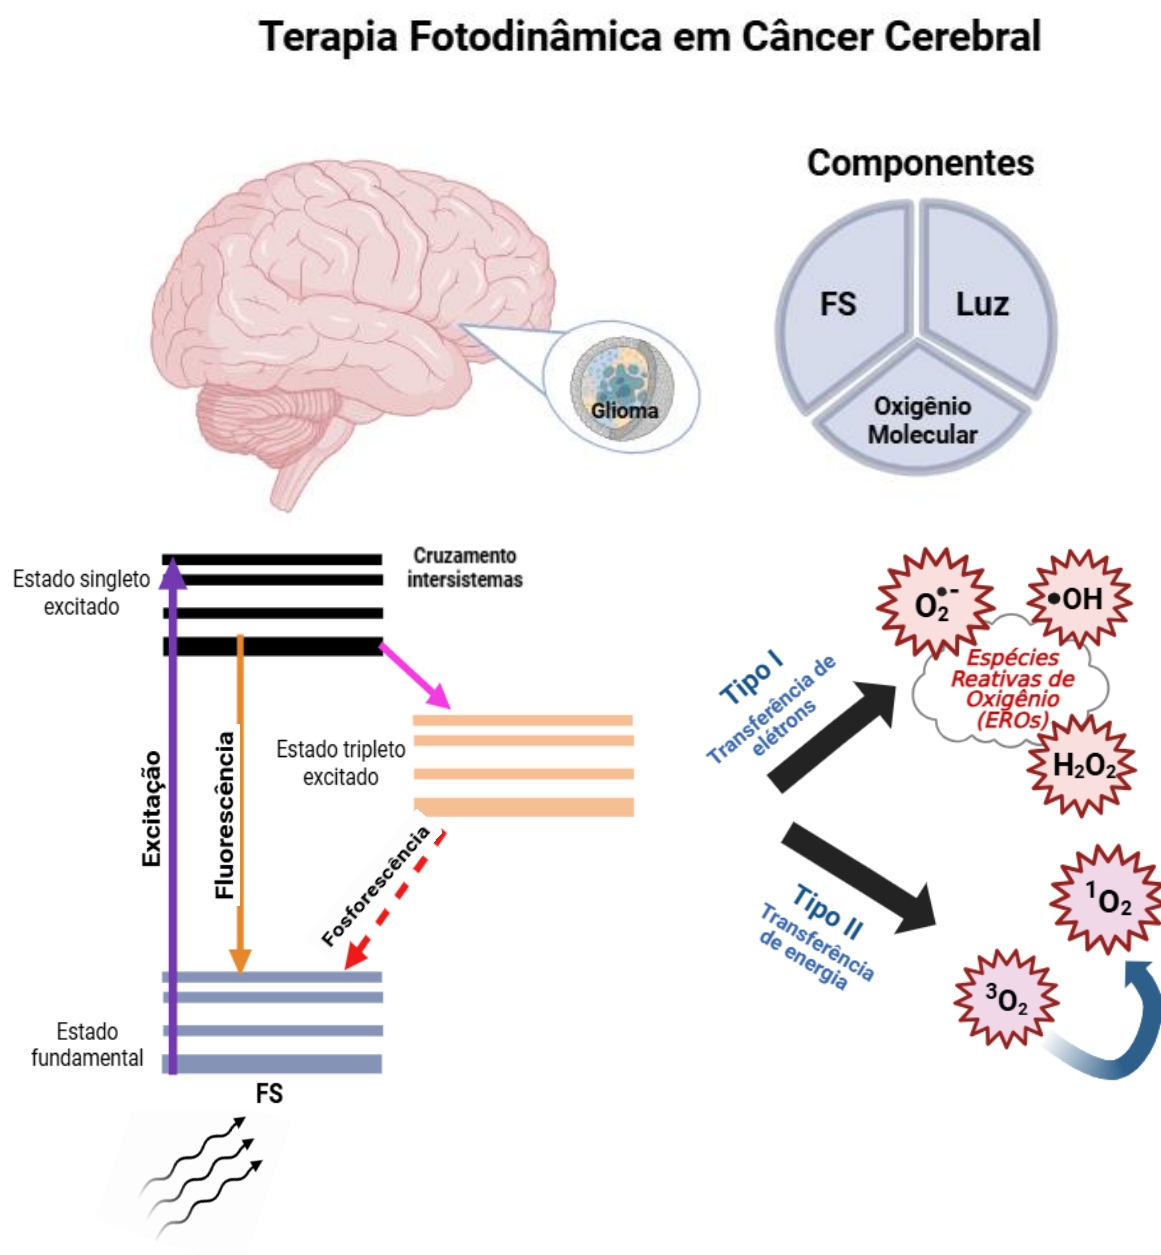 Terapia Fotodinâmica em Câncer Cerebral
Componentes
FS
Luz
Oxigênio
Molecular
Glioma
Estado singleto
excitado
Cruzamento
intersistemas
Excitação
Fluorescência
Estado tripleto
excitado
Fosforescência
Estado
fundamental
FS
Tipo I
Transferência de
elétrons
O₂•-
•OH
Espécies
Reativas de
Oxigênio
(EROs)
H₂O₂
Tipo II
Transferência
de energia
¹O₂
³O₂